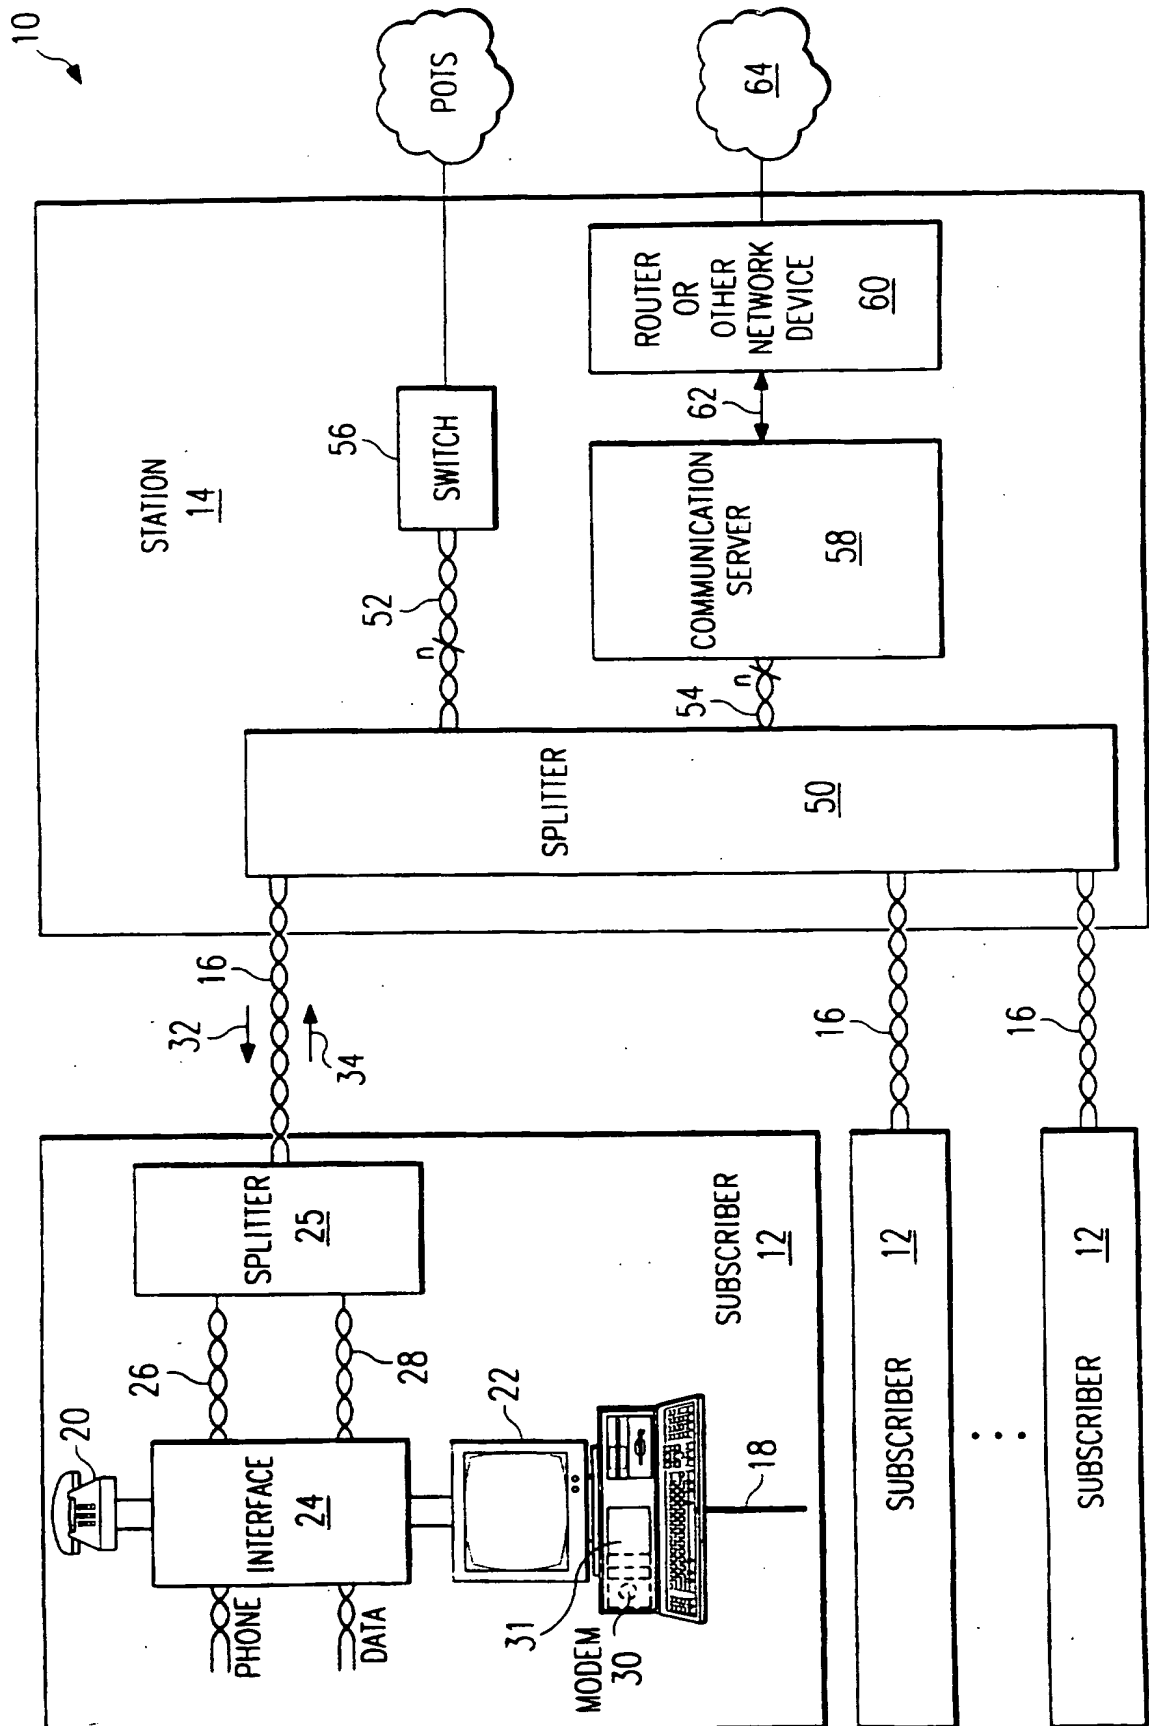 10
POTS
64
STATION
14
56
SWITCH
52
n
ROUTER
OR
OTHER
NETWORK
DEVICE
60
62
COMMUNICATION
SERVER
58
54
n
SPLITTER
50
16
32
34
16
16
SPLITTER
25
26
28
20
INTERFACE
24
PHONE
DATA
22
31
MODEM
30
18
SUBSCRIBER
12
SUBSCRIBER
12
SUBSCRIBER
12